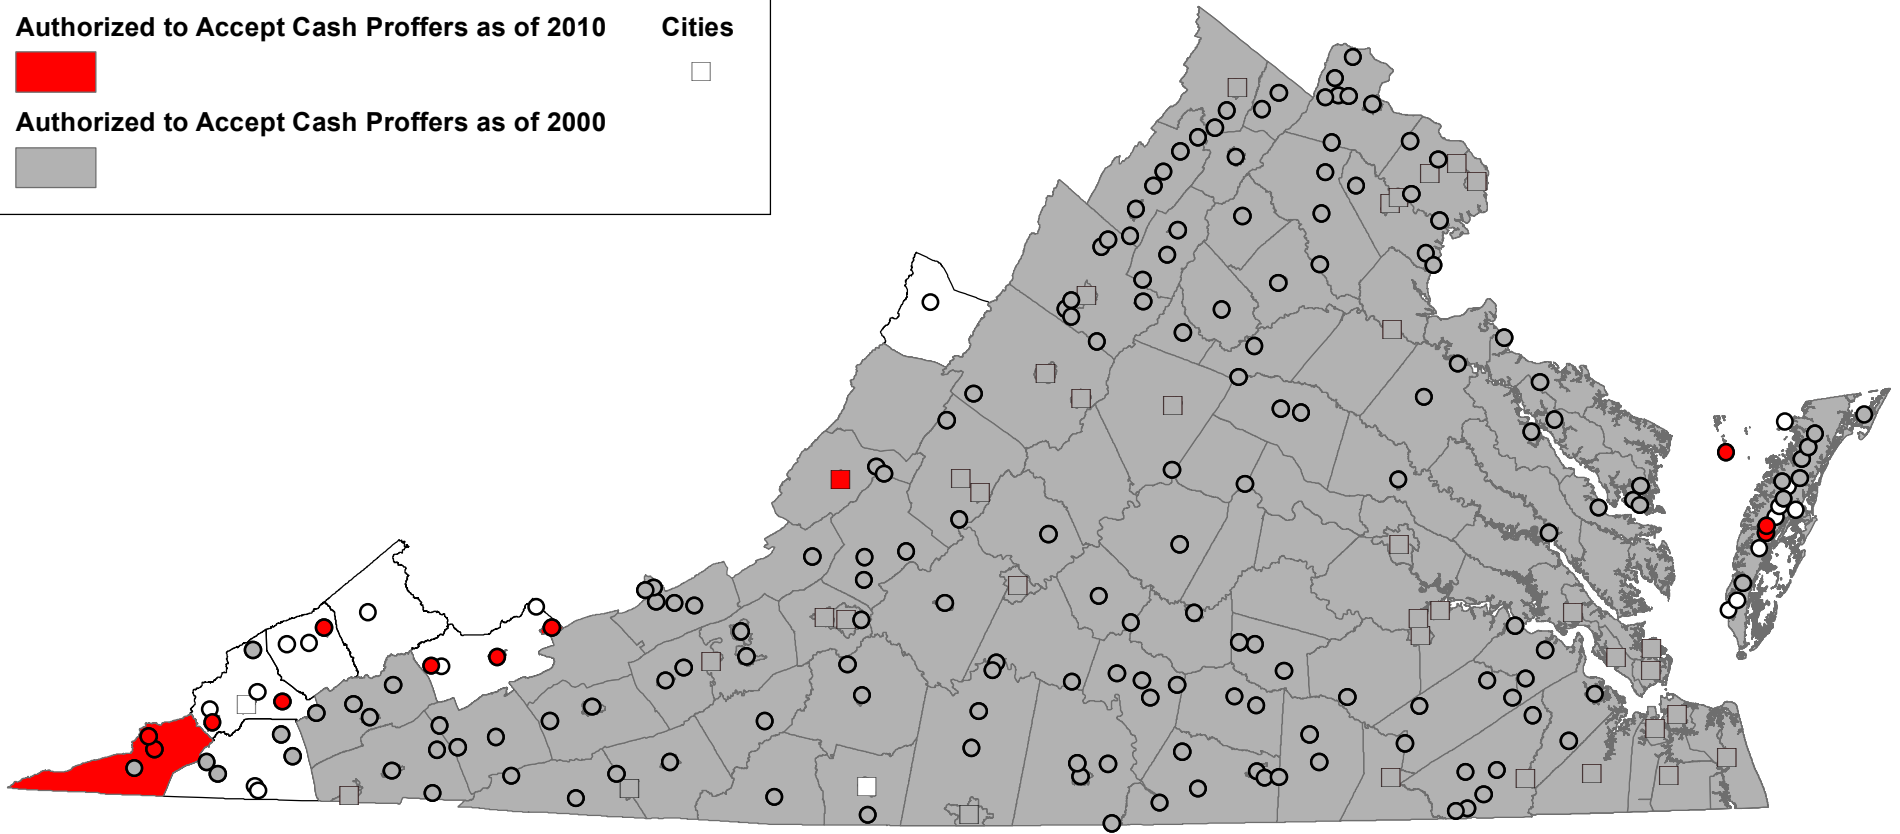 Authorized to Accept Cash Proffers as of 2010 Cities
Authorized to Accept Cash Proffers as of 2000